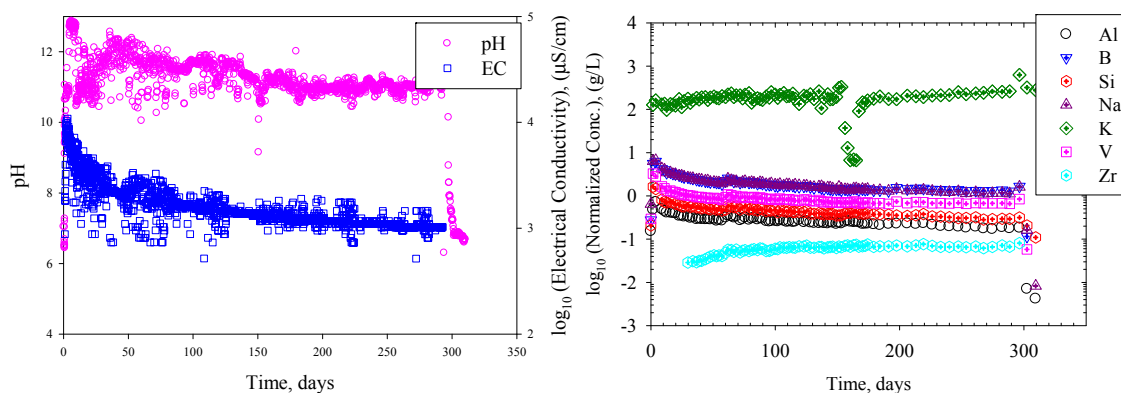 pH
EC
12
10
8
6
4
pH
0
50
100
150
200
250
300
350
Time, days
5
4
3
2
log10 (Electrical Conductivity), (µS/cm)
Al
B
Si
Na
K
V
Zr
4
3
2
1
0
-1
-2
-3
log10 (Normalized Conc.), (g/L)
0
100
200
300
Time, days